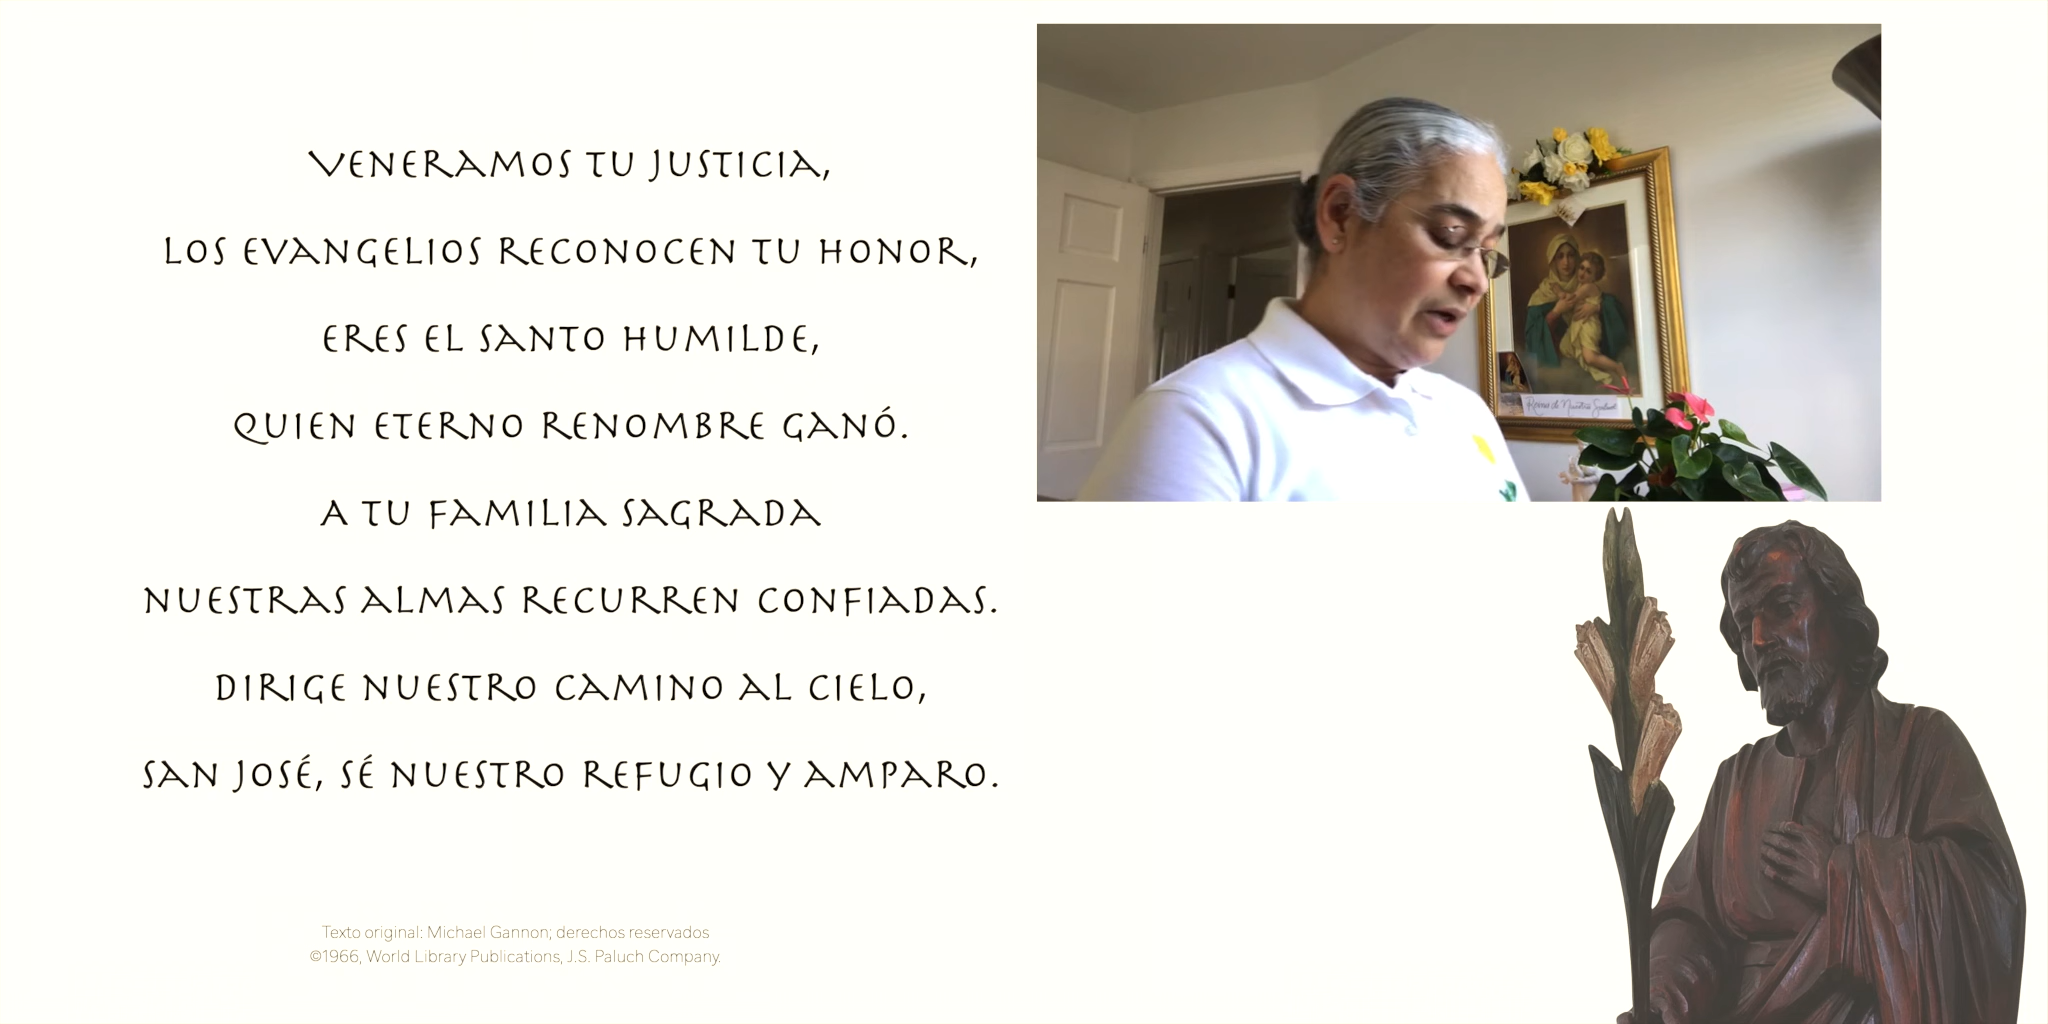 VENERAMOS TU JUSTICIA,
LOS EVANGELIOS RECONOCEN TU HONOR,
ERES EL SANTO HUMILDE,
QUIEN ETERNO RENOMBRE GANÓ.
A TU FAMILIA SAGRADA
NUESTRAS ALMAS RECURREN CONFIADAS.
DIRIGE NUESTRO CAMINO AL CIELO,
SAN JOSÉ, SÉ NUESTRO REFUGIO Y AMPARO.
Texto original: Michael Gannon; derechos reservados
©1966, World Library Publications, J.S. Paluch Company.
de Nuestra